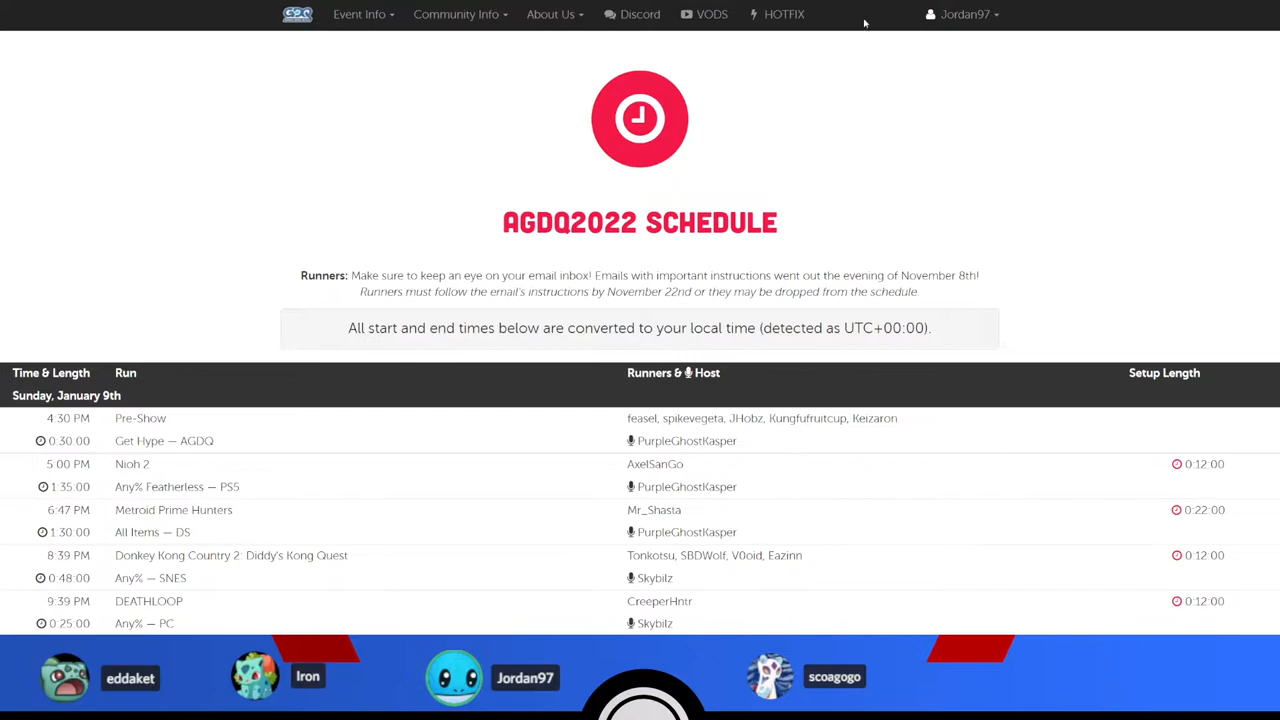 GDQ Event Info Community Info About Us Discord VODS HOTFIX Jordan97
AGDQ2022 SCHEDULE
Runners: Make sure to keep an eye on your email inbox! Emails with important instructions went out the evening of November 8th!
Runners must follow the email's instructions by November 22nd or they may be dropped from the schedule.
All start and end times below are converted to your local time (detected as UTC+00:00).
Time & Length Run Runners & Host Setup Length
Sunday, January 9th
4:30 PM Pre-Show feasel, spikevegeta, JHobz, Kungfufruitcup, Keizaron
0:30:00 Get Hype — AGDQ PurpleGhostKasper
5:00 PM Nioh 2 AxelSanGo 0:12:00
1:35:00 Any% Featherless — PS5 PurpleGhostKasper
6:47 PM Metroid Prime Hunters Mr_Shasta 0:22:00
1:30:00 All Items — DS PurpleGhostKasper
8:39 PM Donkey Kong Country 2: Diddy's Kong Quest Tonkotsu, SBDWolf, V0oid, Eazinn 0:12:00
0:48:00 Any% — SNES Skybilz
9:39 PM DEATHLOOP CreeperHntr 0:12:00
0:25:00 Any% — PC Skybilz
eddaket Iron Jordan97 scoagogo